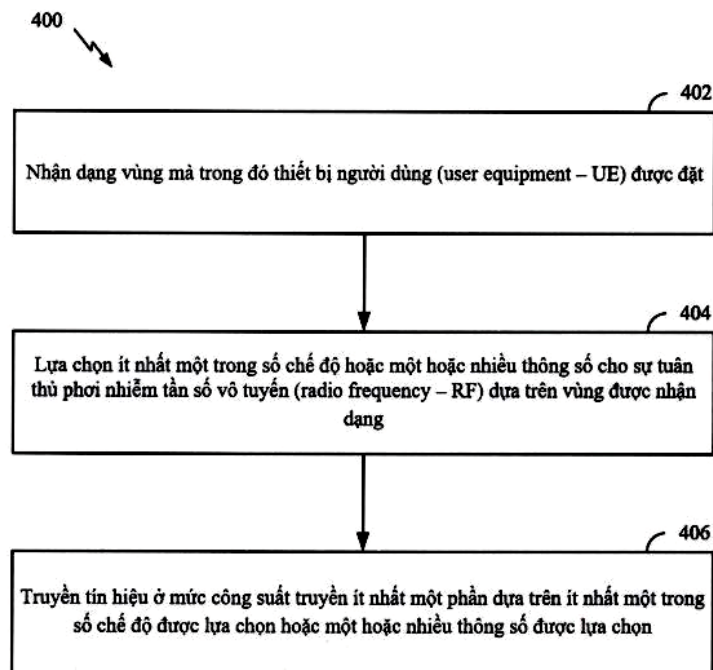 400
402
Nhận dạng vùng mà trong đó thiết bị người dùng (user equipment – UE) được đặt
404
Lựa chọn ít nhất một trong số chế độ hoặc một hoặc nhiều thông số cho sự tuân
thủ phơi nhiễm tần số vô tuyến (radio frequency – RF) dựa trên vùng được nhận
dạng
406
Truyền tín hiệu ở mức công suất truyền ít nhất một phần dựa trên ít nhất một trong
số chế độ được lựa chọn hoặc một hoặc nhiều thông số được lựa chọn